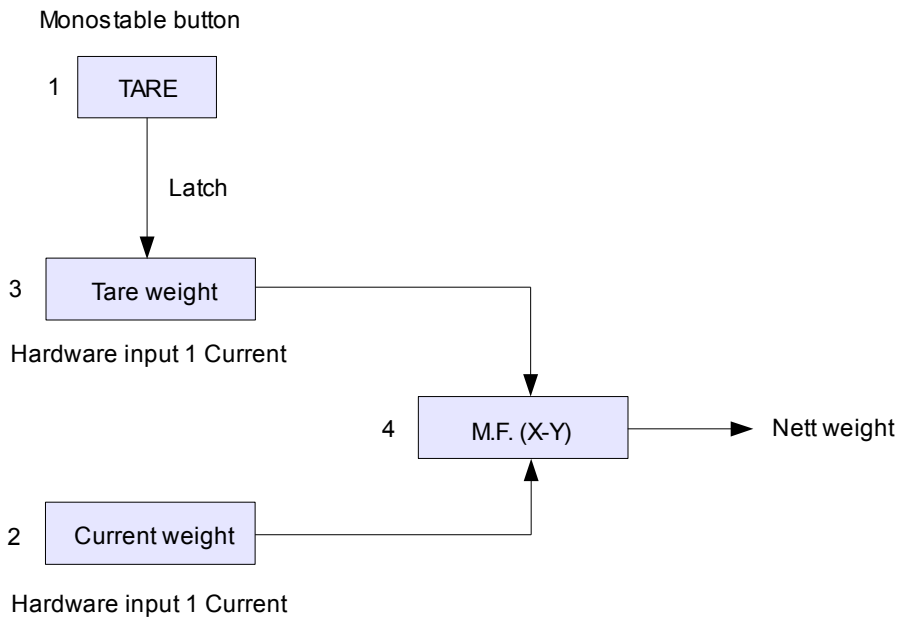 Monostable button
1
TARE
Latch
3
Tare weight
Hardware input 1 Current
4
M.F. (X-Y)
Nett weight
2
Current weight
Hardware input 1 Current